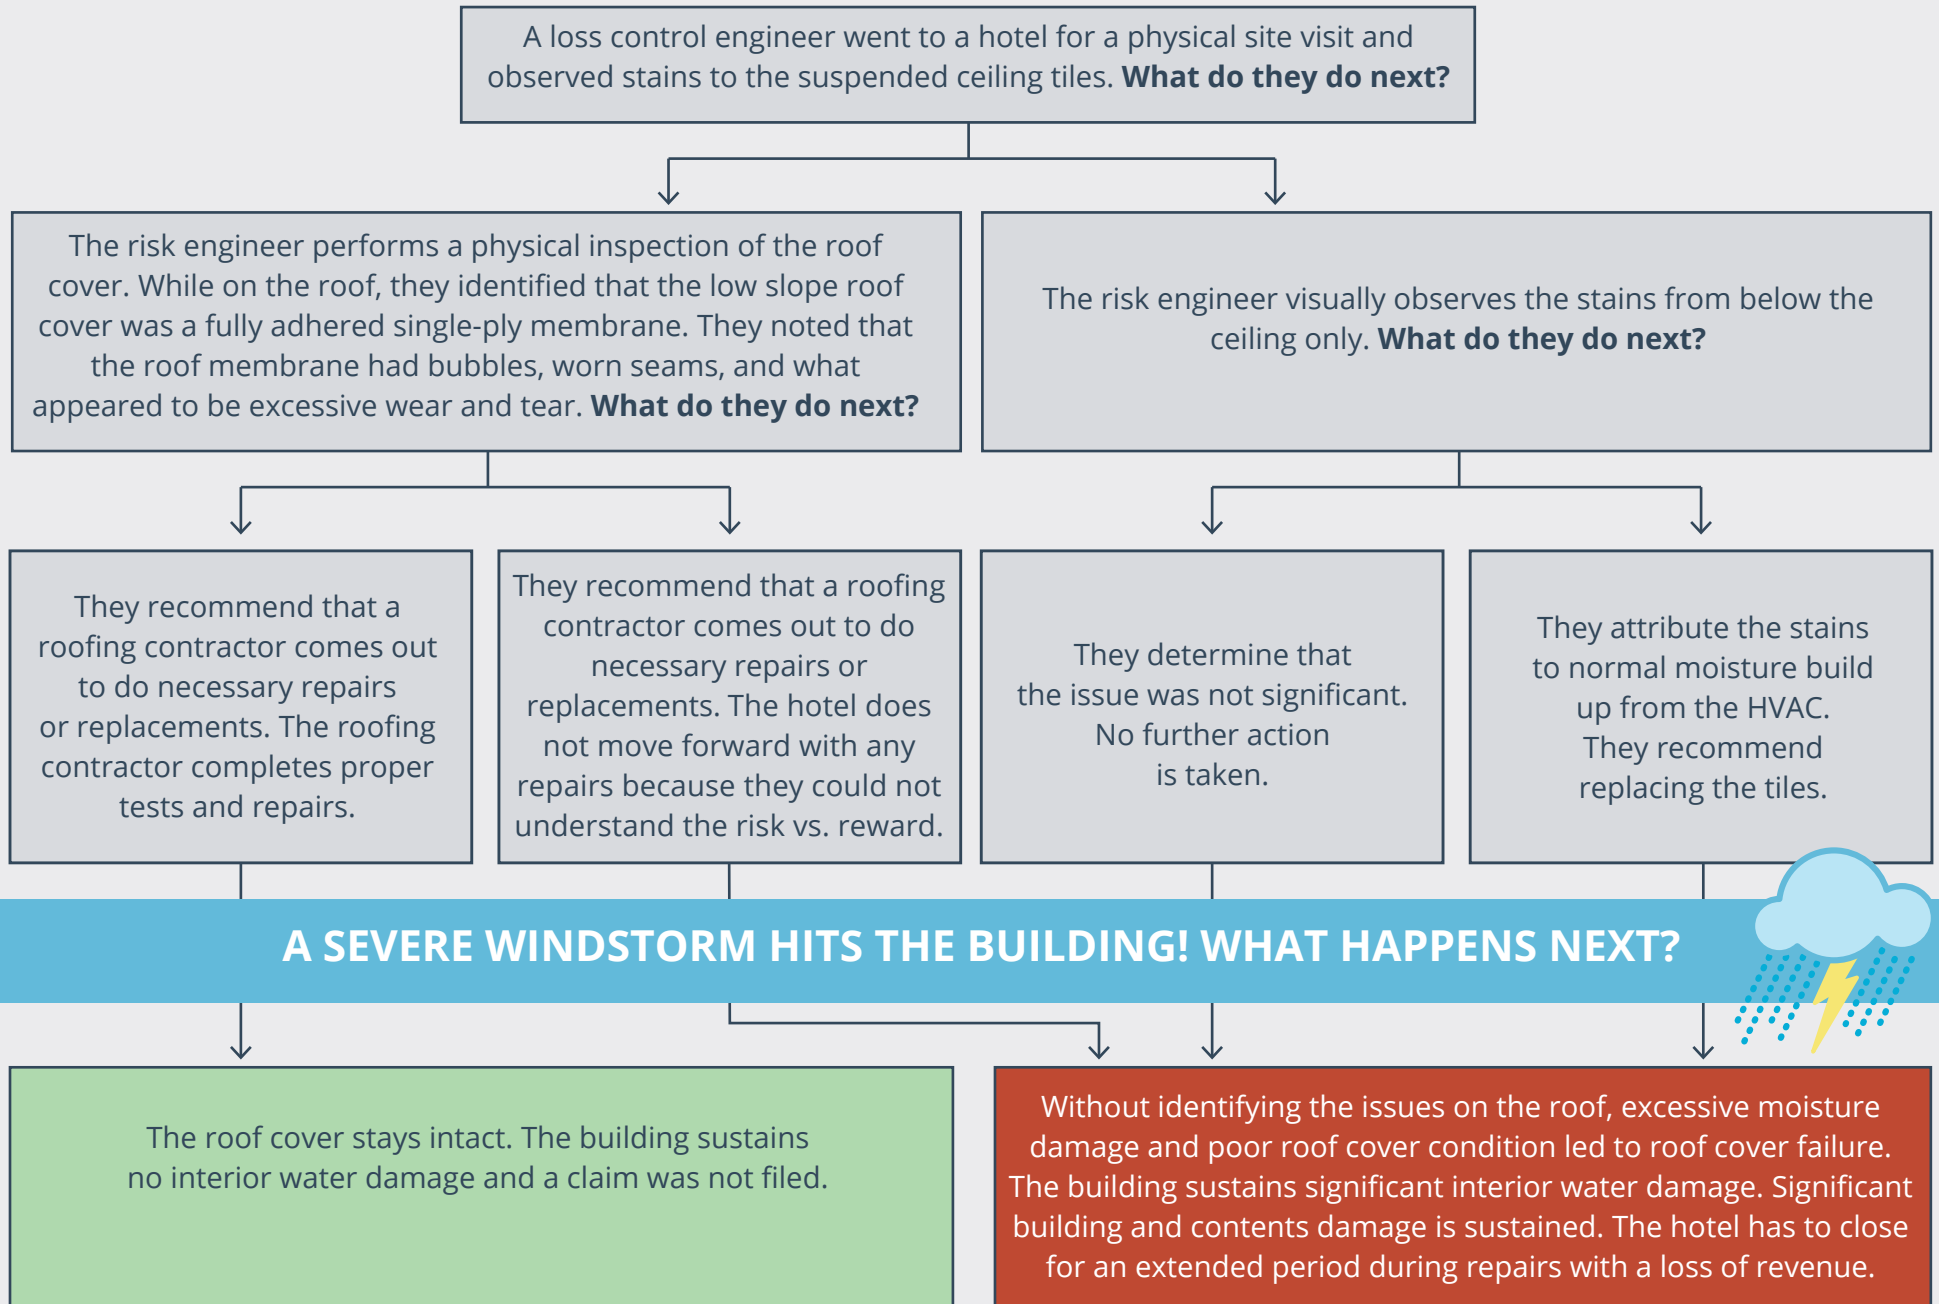 A loss control engineer went to a hotel for a physical site visit and
observed stains to the suspended ceiling tiles. What do they do next?
The risk engineer performs a physical inspection of the roof
cover. While on the roof, they identified that the low slope roof
cover was a fully adhered single-ply membrane. They noted that
the roof membrane had bubbles, worn seams, and what
appeared to be excessive wear and tear. What do they do next?
The risk engineer visually observes the stains from below the
ceiling only. What do they do next?
They recommend that a
roofing contractor comes out
to do necessary repairs
or replacements. The roofing
contractor completes proper
tests and repairs.
They recommend that a roofing
contractor comes out to do
necessary repairs or
replacements. The hotel does
not move forward with any
repairs because they could not
understand the risk vs. reward.
They determine that
the issue was not significant.
No further action
is taken.
They attribute the stains
to normal moisture build
up from the HVAC.
They recommend
replacing the tiles.
A SEVERE WINDSTORM HITS THE BUILDING! WHAT HAPPENS NEXT?
The roof cover stays intact. The building sustains
no interior water damage and a claim was not filed.
Without identifying the issues on the roof, excessive moisture
damage and poor roof cover condition led to roof cover failure.
The building sustains significant interior water damage. Significant
building and contents damage is sustained. The hotel has to close
for an extended period during repairs with a loss of revenue.